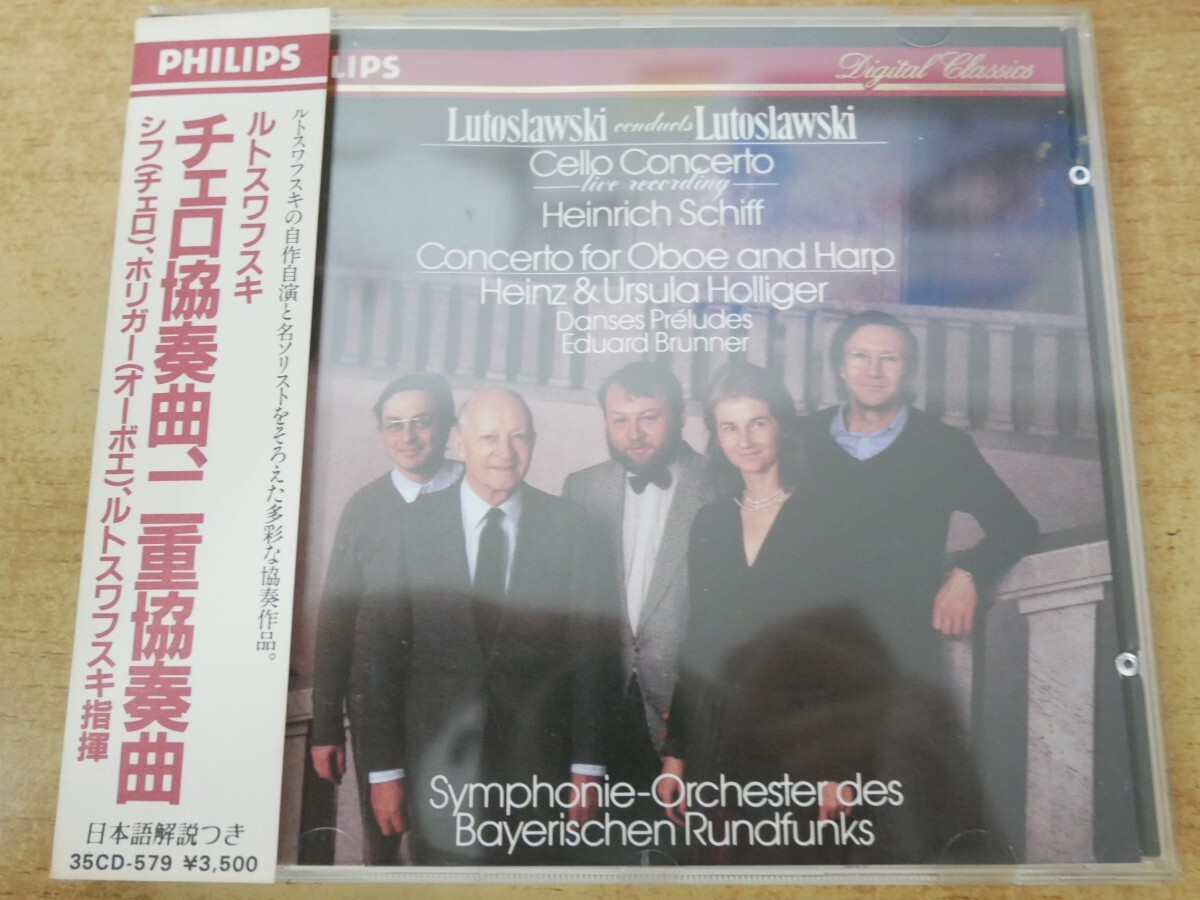 PHILIPS
ルトスワフスキの自作自演と名ソリストをそろえた多彩な協奏作品。
ルトスワフスキ
チェロ協奏曲、二重協奏曲
シフ(チェロ)、ホリガー(オーボエ)、ルトスワフスキ指揮
日本語解説つき
35CD-579 ¥3,500
LIPS
Digital Classics
Lutoslawski conducts Lutoslawski
Cello Concerto
live recording
Heinrich Schiff
Concerto for Oboe and Harp
Heinz & Ursula Holliger
Danses Préludes
Eduard Brunner
Symphonie-Orchester des
Bayerischen Rundfunks